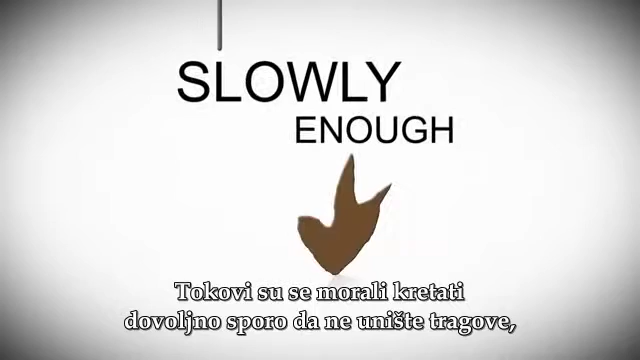 SLOWLY
ENOUGH
Tokovi su se morali kretati
dovoljno sporo da ne unište tragove,